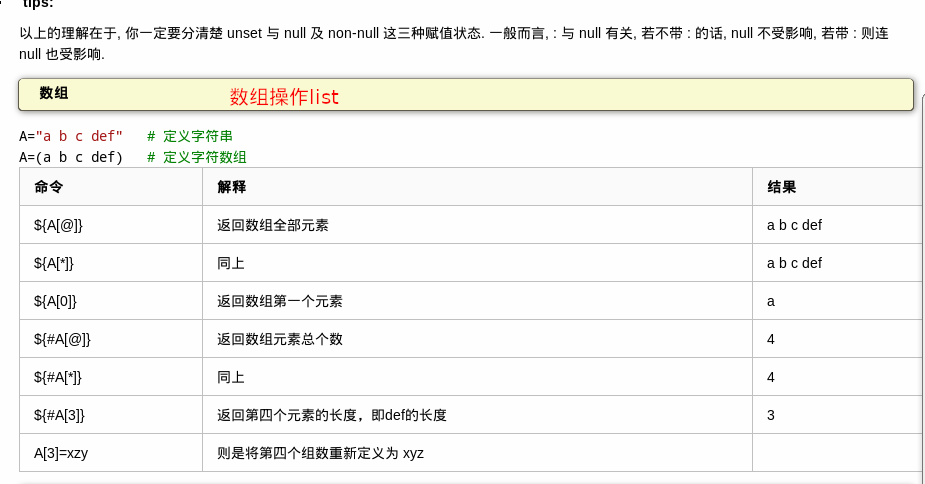 tips:
以上的理解在于, 你一定要分清楚 unset 与 null 及 non-null 这三种赋值状态. 一般而言, : 与 null 有关, 若不带 : 的话, null 不受影响, 若带 : 则连
null 也受影响.
数组 数组操作list
A="a b c def" # 定义字符串
A=(a b c def) # 定义字符数组
命令 解释 结果
${A[@]} 返回数组全部元素 a b c def
${A[*]} 同上 a b c def
${A[0]} 返回数组第一个元素 a
${#A[@]} 返回数组元素总个数 4
${#A[*]} 同上 4
${#A[3]} 返回第四个元素的长度，即def的长度 3
A[3]=xzy 则是将第四个组数重新定义为 xyz